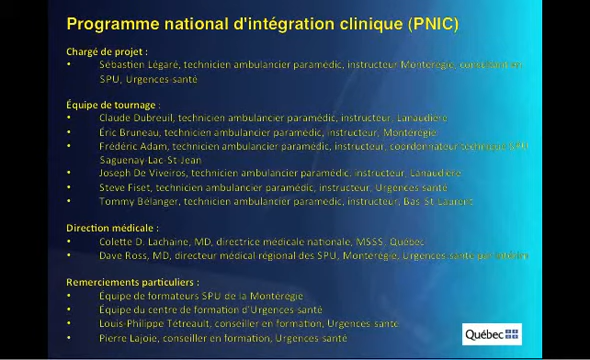 Programme national d'intégration clinique (PNIC)
Chargé de projet :
• Sébastien Légaré, technicien ambulancier paramédic, instructeur Montérégie, consultant en
SPU, Urgences-santé
Équipe de tournage :
• Claude Dubreuil, technicien ambulancier paramédic, instructeur, Lanaudière
• Éric Bruneau, technicien ambulancier paramédic, instructeur, Montérégie
• Frédéric Adam, technicien ambulancier paramédic, instructeur, coordonnateur technique SPU
Saguenay-Lac-St-Jean
• Joseph De Viveiros, technicien ambulancier paramédic, instructeur, Lanaudière
• Steve Fiset, technicien ambulancier paramédic, instructeur, Urgences santé
• Tommy Bélanger, technicien ambulancier paramédic, instructeur, Bas-St-Laurent
Direction médicale :
• Colette D. Lachaine, MD, directrice médicale nationale, MSSS, Québec
• Dave Ross, MD, directeur médical régional des SPU, Montérégie, Urgences-santé par intérim
Remerciements particuliers :
• Équipe de formateurs SPU de la Montérégie
• Équipe du centre de formation d'Urgences santé
• Louis-Philippe Tétreault, conseiller en formation, Urgences santé
• Pierre Lajoie, conseiller en formation, Urgences santé
Québec